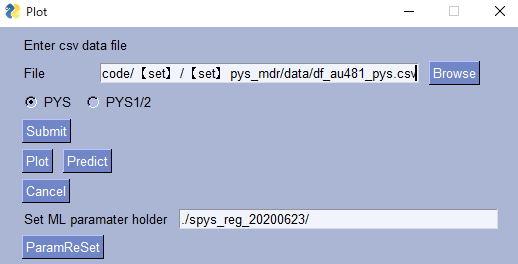 Plot
Enter csv data file
File code/【set】/【set】pys_mdr/data/df_au481_pys.csv Browse
PYS PYS1/2
Submit
Plot Predict
Cancel
Set ML paramater holder ./spys_reg_20200623/
ParamReSet